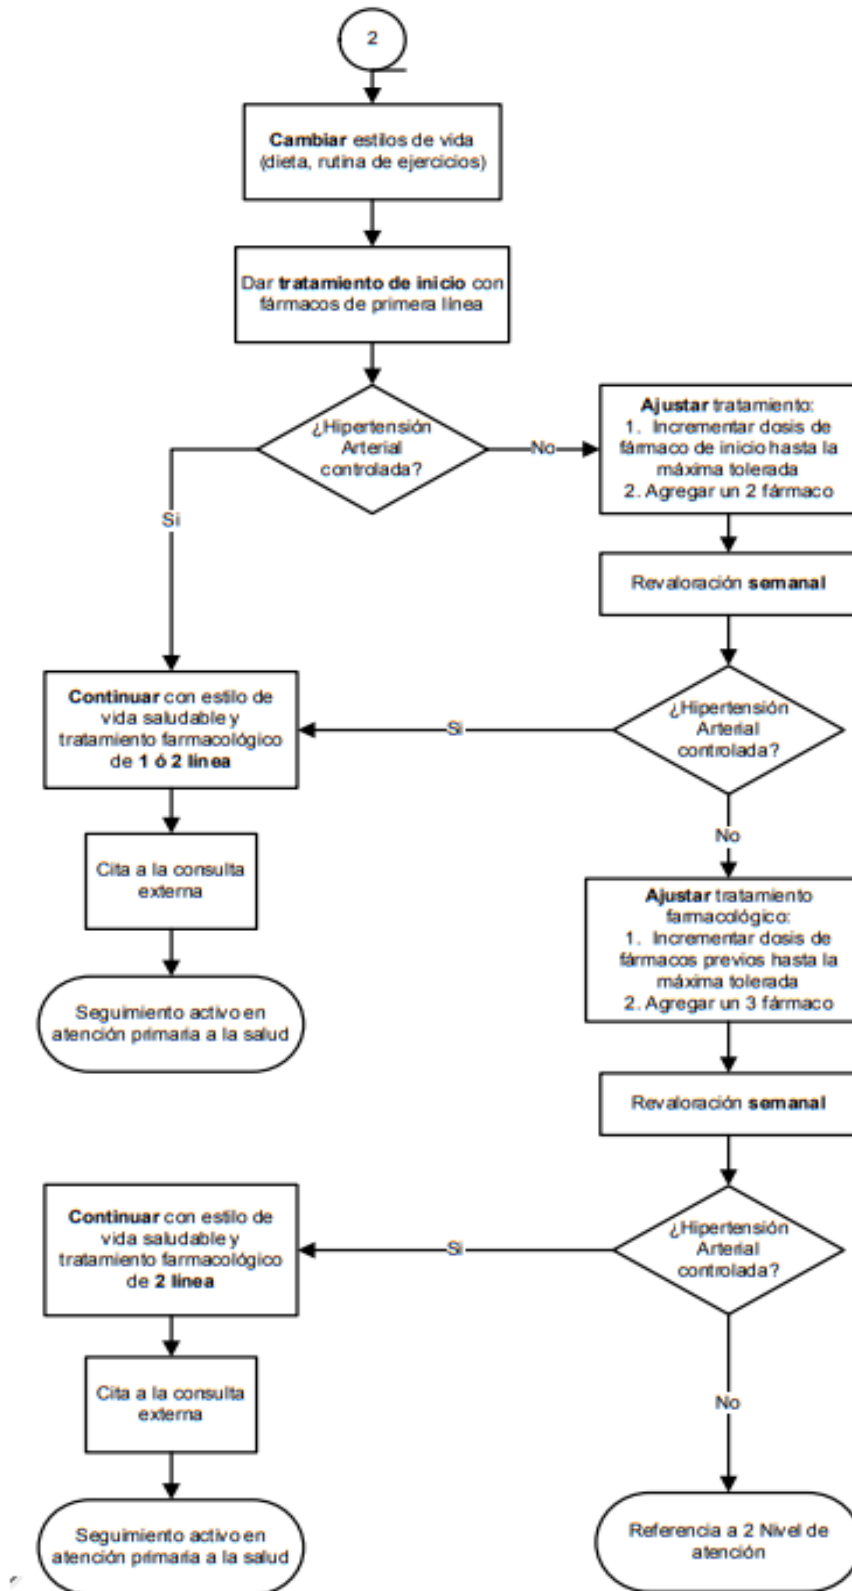 2
Cambiar estilos de vida
(dieta, rutina de ejercicios)
Dar tratamiento de inicio con
fármacos de primera línea
¿Hipertensión
Arterial
controlada?
No
Si
Ajustar tratamiento:
1. Incrementar dosis de
fármaco de inicio hasta la
máxima tolerada
2. Agregar un 2 fármaco
Revaloración semanal
¿Hipertensión
Arterial
controlada?
Si
No
Continuar con estilo de
vida saludable y
tratamiento farmacológico
de 1 ó 2 linea
Cita a la consulta
externa
Seguimiento activo en
atención primaria a la salud
Ajustar tratamiento
farmacológico:
1. Incrementar dosis de
fármacos previos hasta la
máxima tolerada
2. Agregar un 3 fármaco
Revaloración semanal
¿Hipertensión
Arterial
controlada?
Si
No
Continuar con estilo de
vida saludable y
tratamiento farmacológico
de 2 linea
Cita a la consulta
externa
Seguimiento activo en
atención primaria a la salud
Referencia a 2 Nivel de
atención